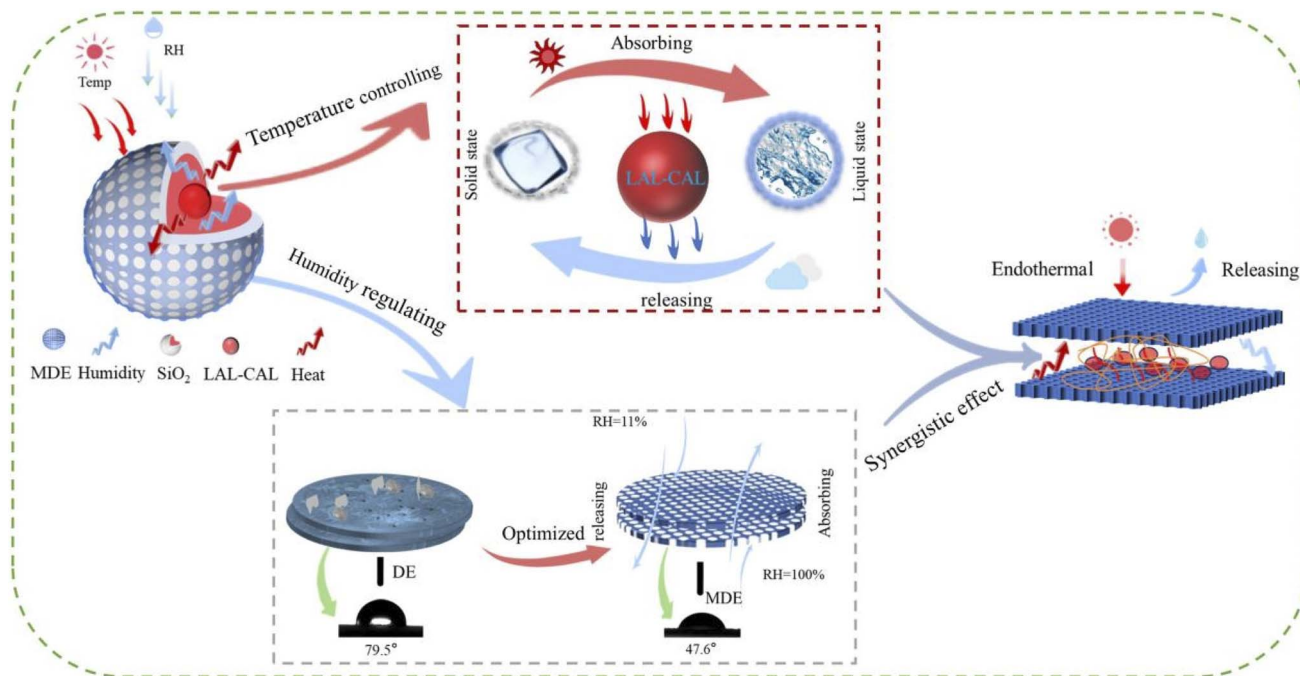 Temp
RH
Temperature controlling
Humidity regulating
MDE
Humidity
SiO₂
LAL-CAL
Heat
Absorbing
Solid state
LAL-CAL
Liquid state
releasing
RH=11%
releasing
Absorbing
Optimized
DE
79.5°
RH=100%
MDE
47.6°
Synergistic effect
Endothermal
Releasing